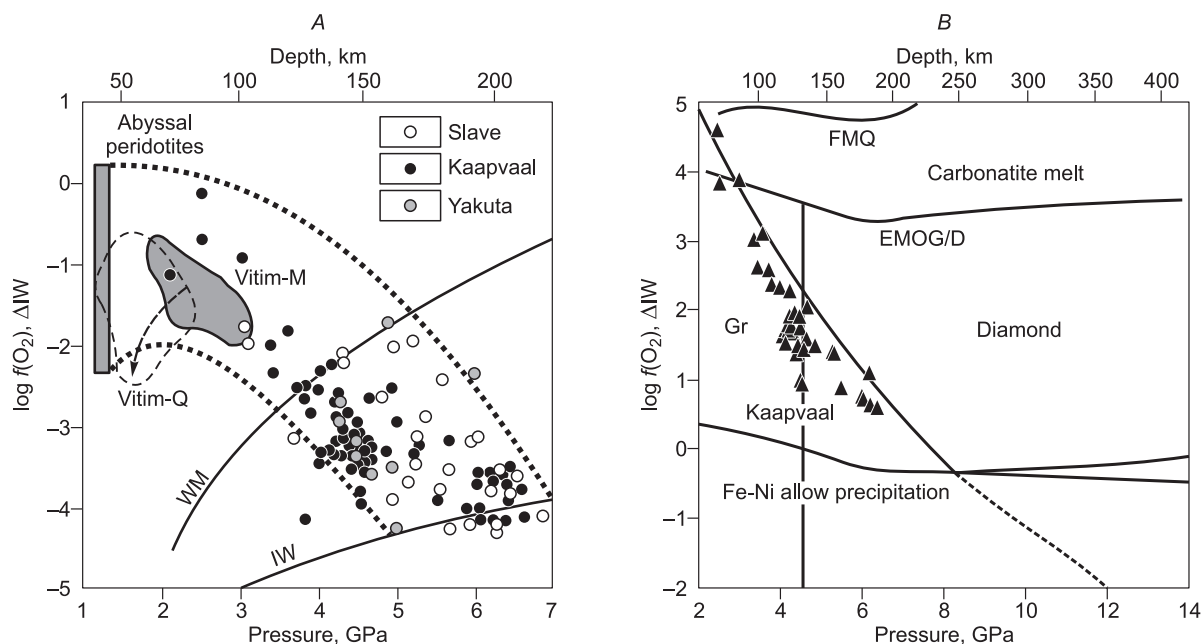 A
Depth, km
50 100 150 200
1
0
–1
–2
–3
–4
–5
log f(O2), ΔIW
Abyssal
peridotites
Slave
Kaapvaal
Yakuta
Vitim-M
Vitim-Q
WM
IW
1 2 3 4 5 6 7
Pressure, GPa
B
Depth, km
100 150 200 250 300 350 400
5
4
3
2
1
0
–1
–2
log f(O2), ΔIW
FMQ
Carbonatite melt
EMOG/D
Gr
Diamond
Kaapvaal
Fe-Ni allow precipitation
2 4 6 8 10 12 14
Pressure, GPa